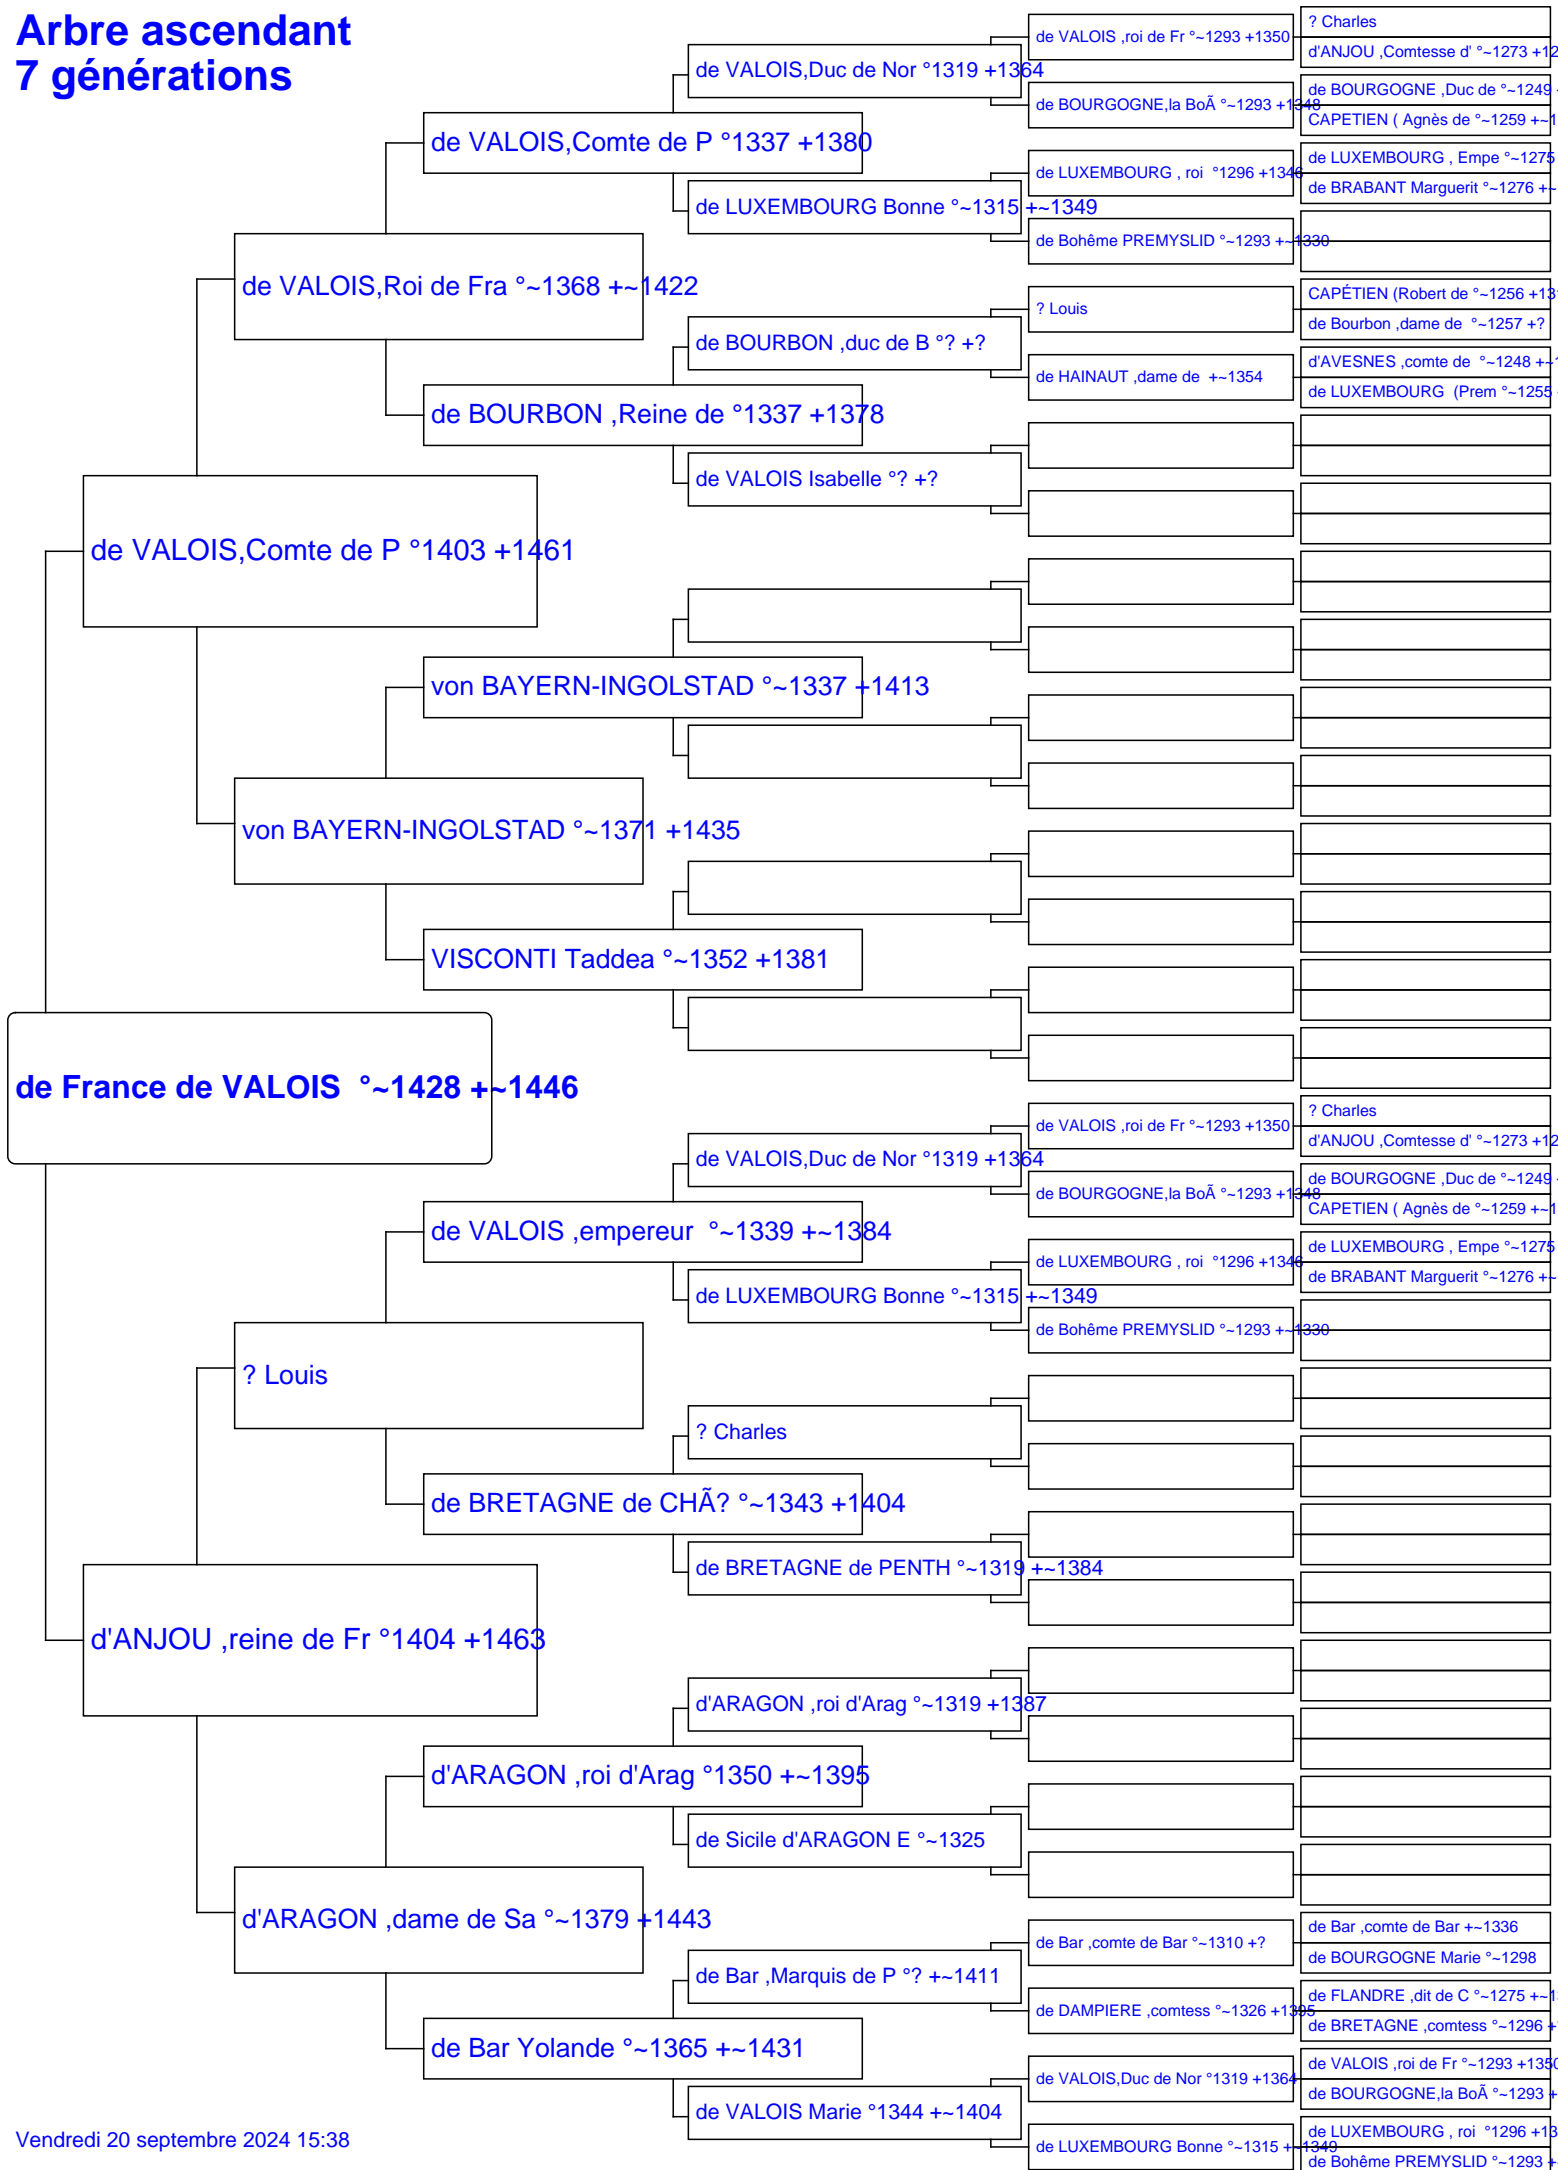 Arbre ascendant
7 générations
de France de VALOIS  °~1428 +~1446
de VALOIS,Comte de P °1403 +1461
d'ANJOU ,reine de Fr °1404 +1463
de VALOIS,Roi de Fra °~1368 +~1422
von BAYERN-INGOLSTAD °~1371 +1435
? Louis
d'ARAGON ,dame de Sa °~1379 +1443
de VALOIS,Comte de P °1337 +1380
de BOURBON ,Reine de °1337 +1378
von BAYERN-INGOLSTAD °~1337 +1413
VISCONTI Taddea °~1352 +1381
de VALOIS ,empereur  °~1339 +~1384
de BRETAGNE de CHÃ? °~1343 +1404
d'ARAGON ,roi d'Arag °1350 +~1395
de Bar Yolande °~1365 +~1431
de VALOIS,Duc de Nor °1319 +1364
de LUXEMBOURG Bonne °~1315 +~1349
de BOURBON ,duc de B °? +?
de VALOIS Isabelle °? +?
de VALOIS,Duc de Nor °1319 +1364
de LUXEMBOURG Bonne °~1315 +~1349
? Charles
de BRETAGNE de PENTH °~1319 +~1384
d'ARAGON ,roi d'Arag °~1319 +1387
de Sicile d'ARAGON E °~1325
de Bar ,Marquis de P °? +~1411
de VALOIS Marie °1344 +~1404
de VALOIS ,roi de Fr °~1293 +1350
de BOURGOGNE,la BoÃ °~1293 +1348
de LUXEMBOURG , roi  °1296 +1346
de Bohême PREMYSLID °~1293 +~1330
? Louis
de HAINAUT ,dame de  +~1354
de VALOIS ,roi de Fr °~1293 +1350
de BOURGOGNE,la BoÃ °~1293 +1348
de LUXEMBOURG , roi  °1296 +1346
de Bohême PREMYSLID °~1293 +~1330
de Bar ,comte de Bar °~1310 +?
de DAMPIERE ,comtess °~1326 +1395
de VALOIS,Duc de Nor °1319 +1364
de LUXEMBOURG Bonne °~1315 +~1349
? Charles
d'ANJOU ,Comtesse d' °~1273 +12
de BOURGOGNE ,Duc de °~1249
CAPETIEN ( Agnès de °~1259 +~1
de LUXEMBOURG , Empe °~1275
de BRABANT Marguerit °~1276 +~
CAPÉTIEN (Robert de °~1256 +13
de Bourbon ,dame de  °~1257 +?
d'AVESNES ,comte de  °~1248 +~1
de LUXEMBOURG  (Prem °~1255
? Charles
d'ANJOU ,Comtesse d' °~1273 +12
de BOURGOGNE ,Duc de °~1249
CAPETIEN ( Agnès de °~1259 +~1
de LUXEMBOURG , Empe °~1275
de BRABANT Marguerit °~1276 +~
de Bar ,comte de Bar +~1336
de BOURGOGNE Marie °~1298
de FLANDRE ,dit de C °~1275 +~1
de BRETAGNE ,comtess °~1296 +
de VALOIS ,roi de Fr °~1293 +1350
de BOURGOGNE,la BoÃ °~1293 +
de LUXEMBOURG , roi  °1296 +13
de Bohême PREMYSLID °~1293 +
Vendredi 20 septembre 2024 15:38